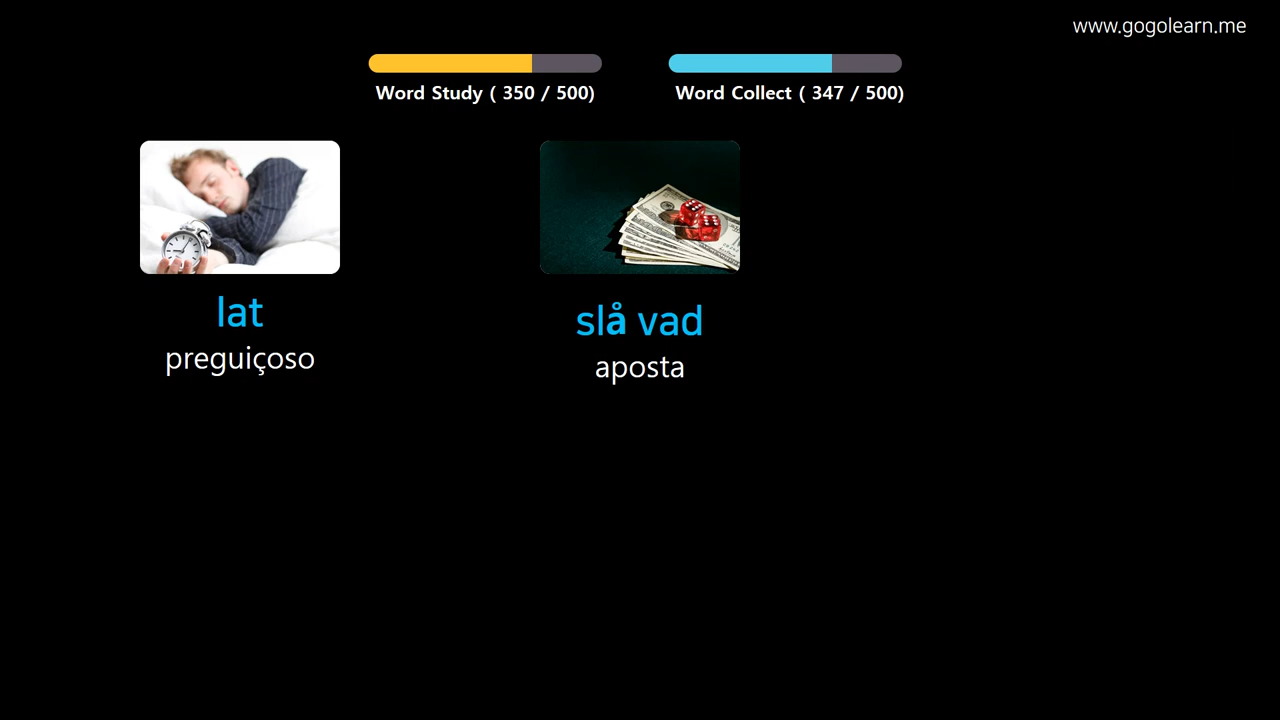 www.gogolearn.me
Word Study ( 350 / 500)
Word Collect ( 347 / 500)
lat
preguiçoso
slå vad
aposta